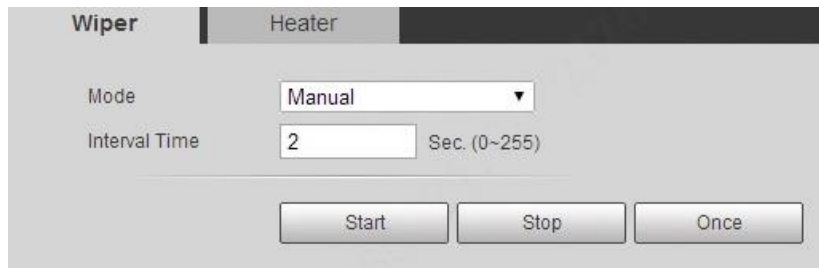 Wiper Heater
Mode Manual
Interval Time 2 Sec. (0~255)
Start Stop Once